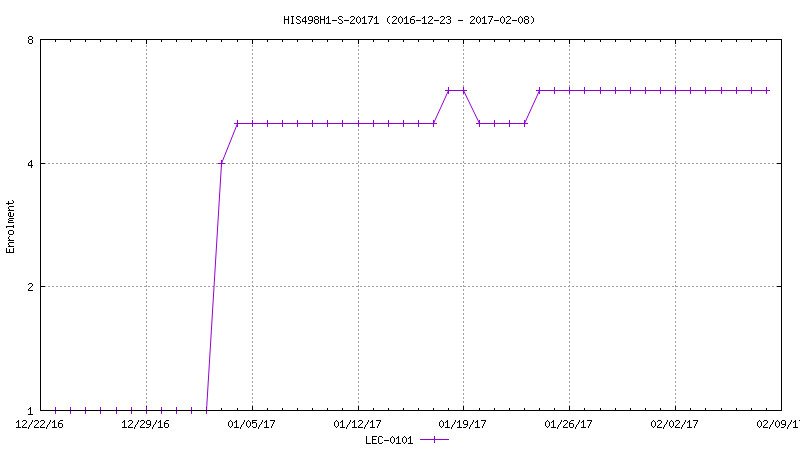 HIS498H1-S-20171 (2016-12-23 - 2017-02-08)
8
4
2
1
Enrolment
12/22/16 12/29/16 01/05/17 01/12/17 01/19/17 01/26/17 02/02/17 02/09/1
LEC-0101